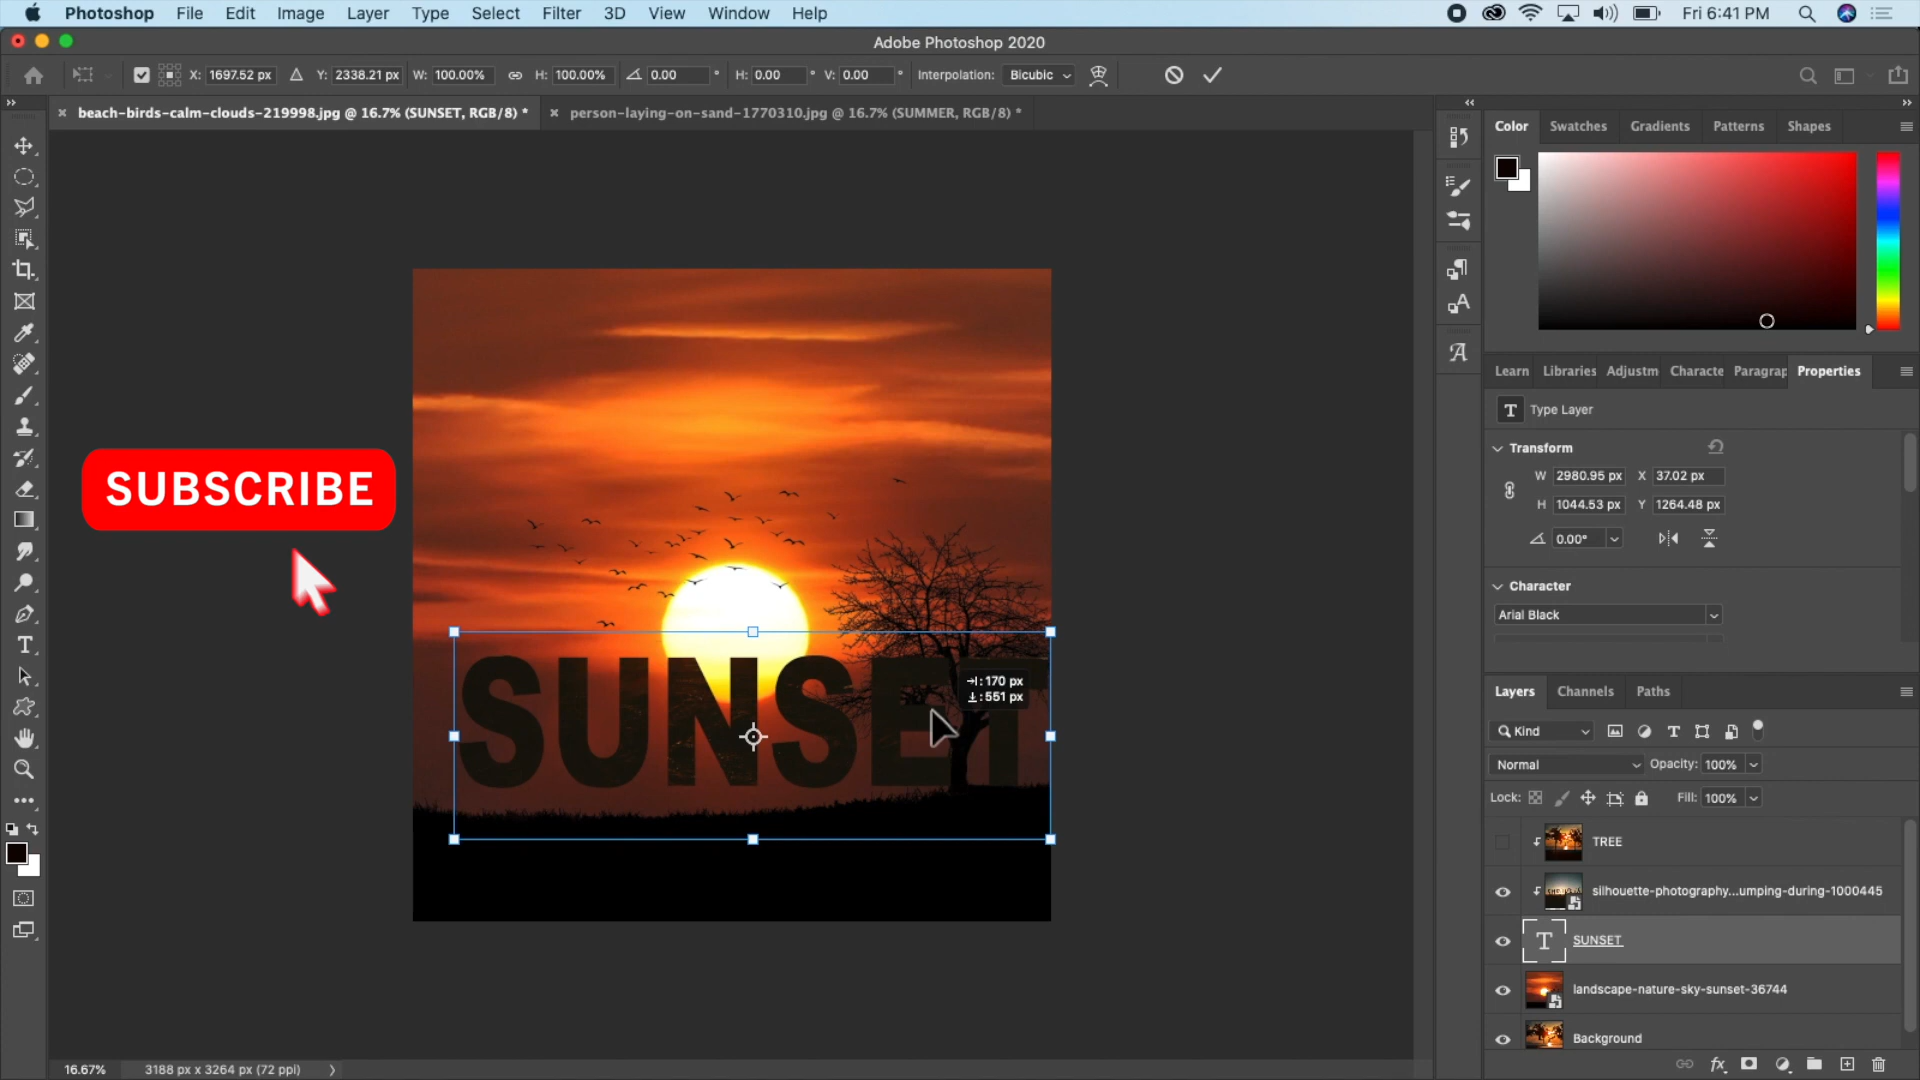 Photoshop File Edit Image Layer Type Select Filter 3D View Window Help Fri 6:41 PM
Adobe Photoshop 2020
X: 1697.52 px Y: 2338.21 px W: 100.00% H: 100.00% 0.00 ° H: 0.00 ° V: 0.00 ° Interpolation: Bicubic
beach-birds-calm-clouds-219998.jpg @ 16.7% (SUNSET, RGB/8) * person-laying-on-sand-1770310.jpg @ 16.7% (SUMMER, RGB/8) *
Color Swatches Gradients Patterns Shapes
Learn Libraries Adjustm Characte Paragrap Properties
Type Layer
Transform
W 2980.95 px X 37.02 px
H 1044.53 px Y 1264.48 px
0.00°
Character
Arial Black
SUBSCRIBE
SUNSET
170 px
551 px
Layers Channels Paths
Kind
Normal Opacity: 100%
Lock: Fill: 100%
TREE
silhouette-photography...umping-during-1000445
SUNSET
landscape-nature-sky-sunset-36744
Background
16.67% 3188 px x 3264 px (72 ppi)